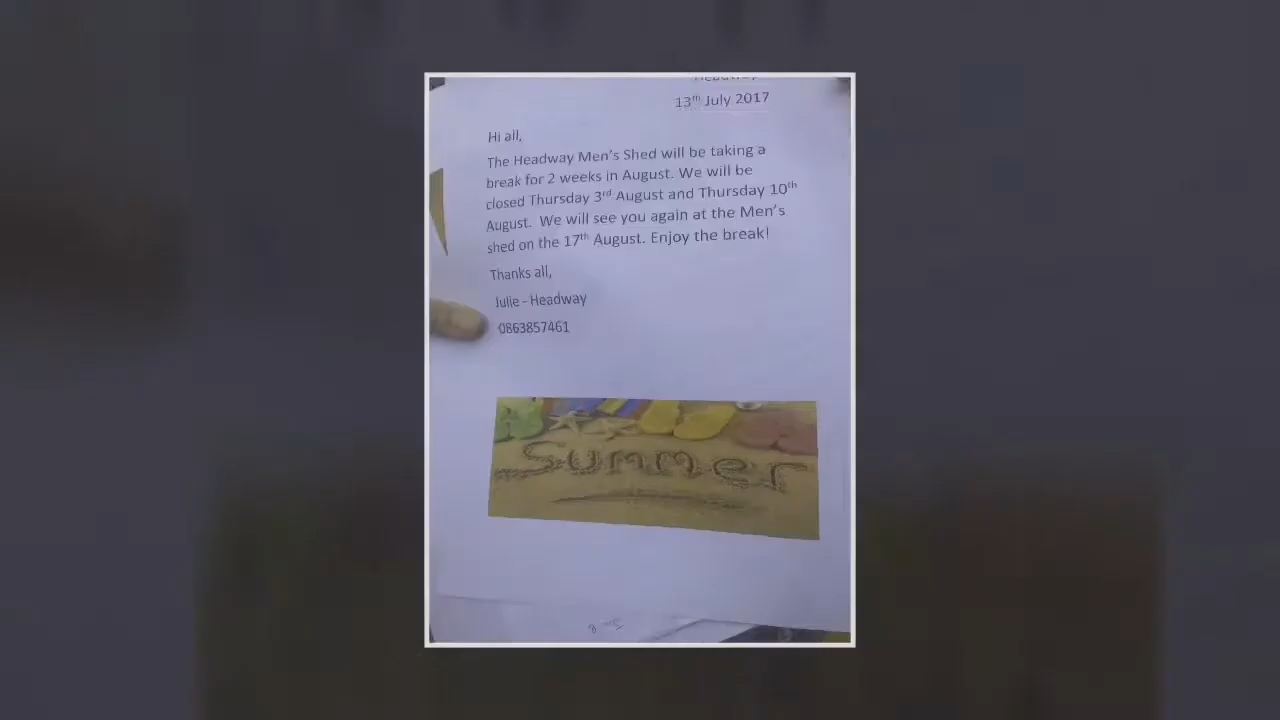 Headway
13th July 2017
Hi all,
The Headway Men's Shed will be taking a
break for 2 weeks in August. We will be
closed Thursday 3rd August and Thursday 10th
August. We will see you again at the Men's
shed on the 17th August. Enjoy the break!
Thanks all,
Julie - Headway
0863857461
Summer